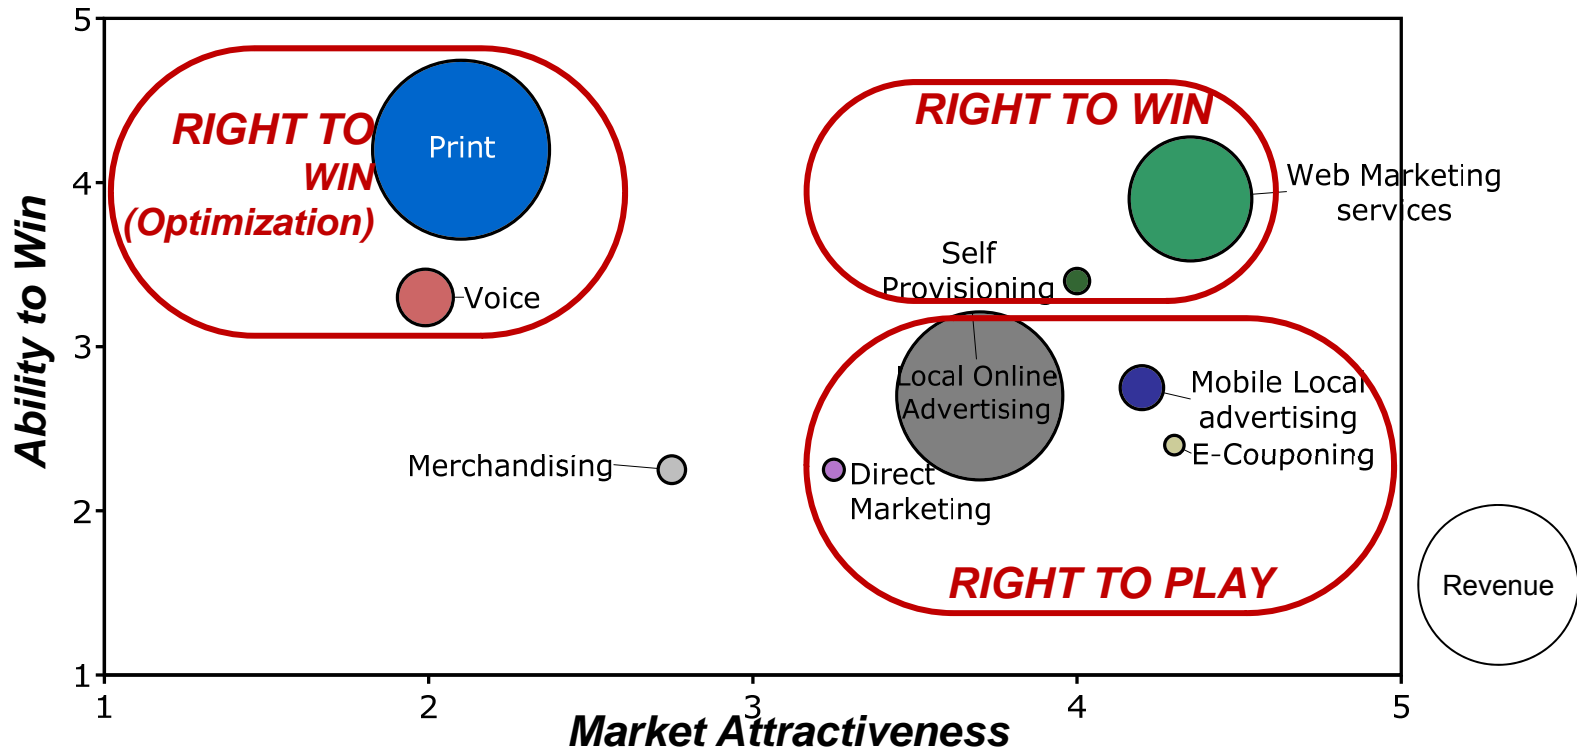 5
4
3
2
1
1
2
3
4
5
Ability to Win
Market Attractiveness
RIGHT TO
WIN
(Optimization)
Print
Voice
RIGHT TO WIN
Web Marketing
services
Self
Provisioning
Local Online
Advertising
Mobile Local
advertising
E-Couponing
Direct
Marketing
Merchandising
RIGHT TO PLAY
Revenue